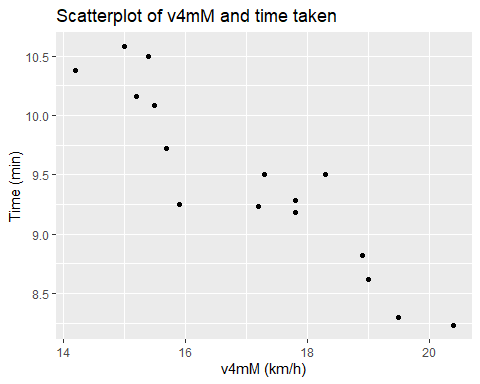 Scatterplot of v4mM and time taken
10.5
10.0
9.5
9.0
8.5
Time (min)
14 16 18 20
v4mM (km/h)